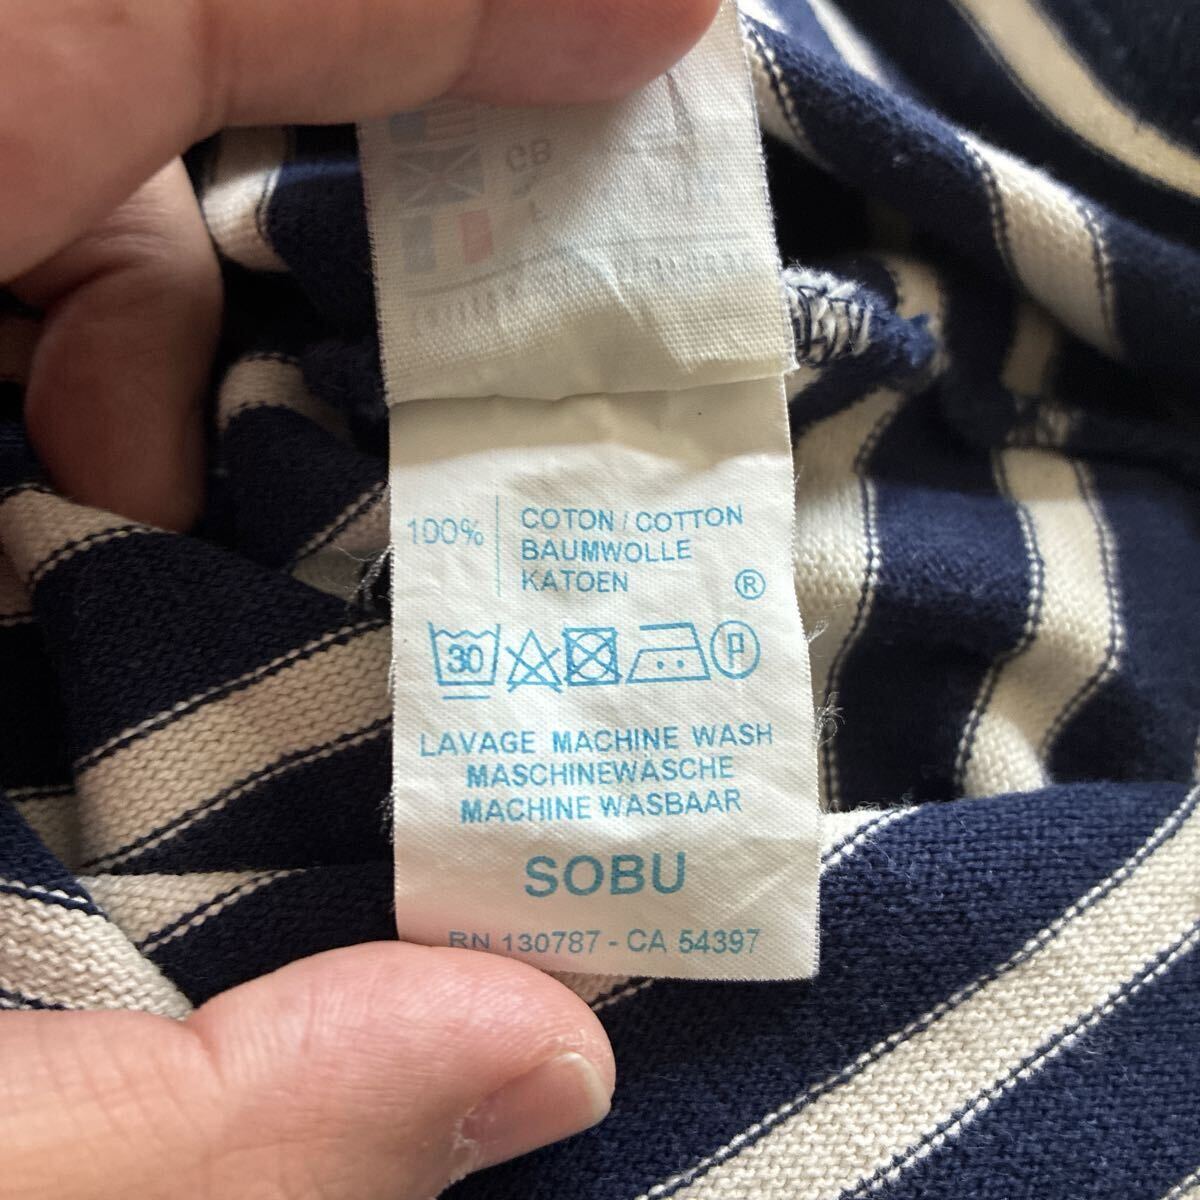 100%
COTON / COTTON
BAUMWOLLE
KATOEN
®
30
P
LAVAGE MACHINE WASH
MASCHINEWASCHE
MACHINE WASBAAR
SOBU
RN 130787 - CA 54397